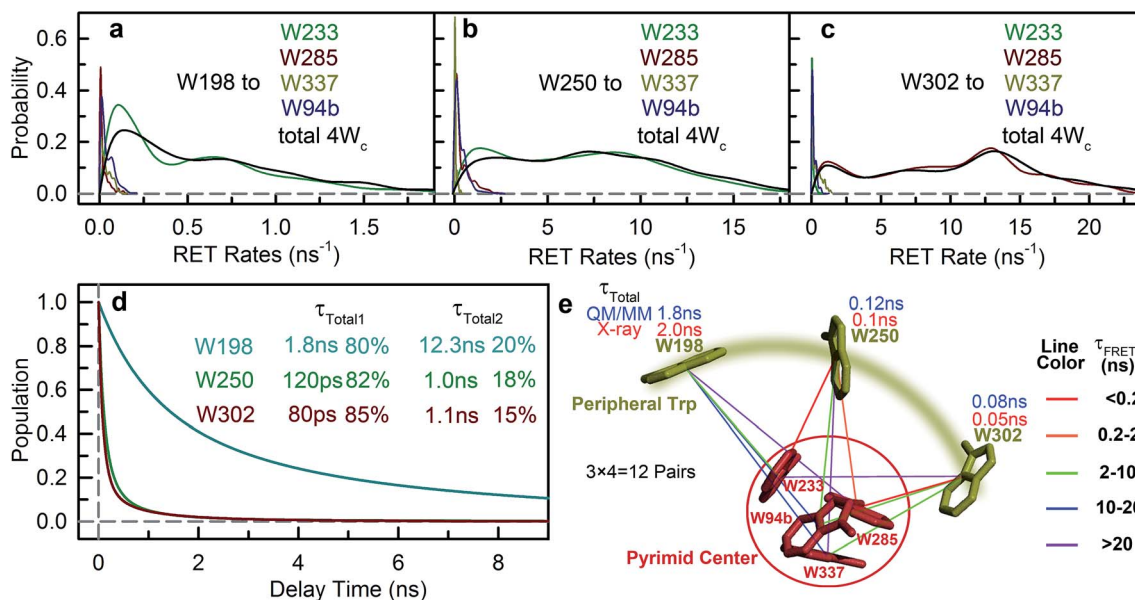 a
W233
W285
W198 to W337
W94b
total 4Wc
b
W233
W285
W250 to W337
W94b
total 4Wc
c
W233
W285
W302 to W337
W94b
total 4Wc
Probability
0.6
0.4
0.2
0.0
0.0 0.5 1.0 1.5
0 5 10 15
0 5 10 15 20
RET Rates (ns-1)
RET Rates (ns-1)
RET Rate (ns-1)
d
τTotal1 τTotal2
W198 1.8ns 80% 12.3ns 20%
W250 120ps 82% 1.0ns 18%
W302 80ps 85% 1.1ns 15%
Population
1.0
0.8
0.6
0.4
0.2
0.0
0 2 4 6 8
Delay Time (ns)
e
τTotal
QM/MM 1.8ns
X-ray 2.0ns
W198
0.12ns
0.1ns
W250
0.08ns
0.05ns
W302
Peripheral Trp
3×4=12 Pairs
W233
W94b
W285
W337
Pyrimid Center
Line Color
τFRET (ns)
<0.2
0.2-2
2-10
10-20
>20